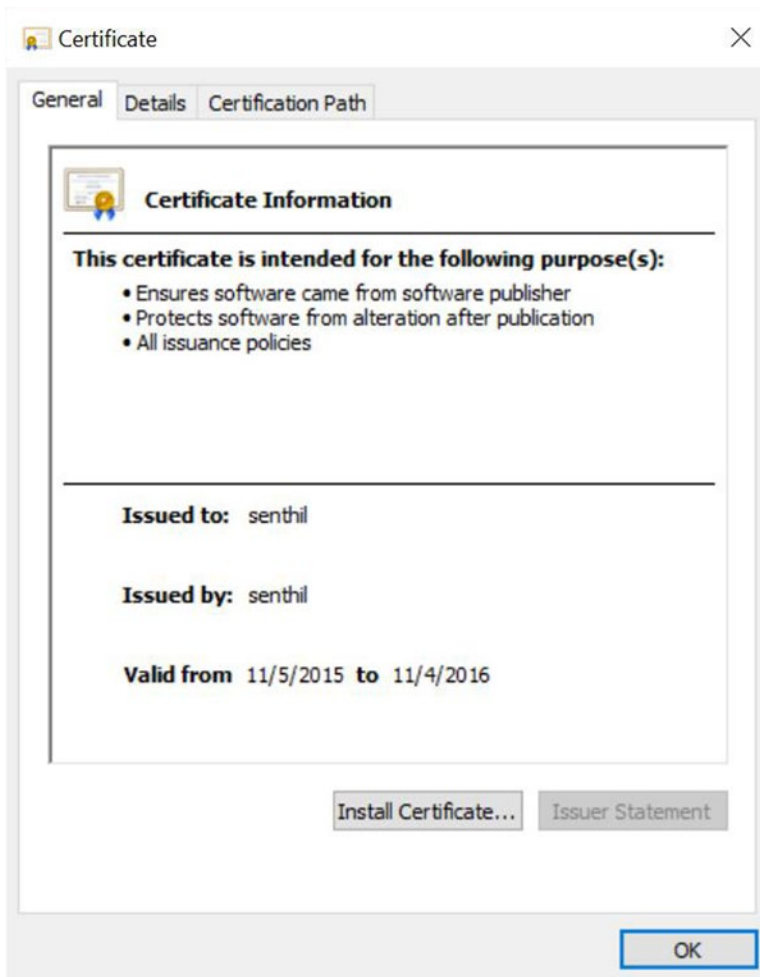 Certificate
General Details Certification Path
Certificate Information
This certificate is intended for the following purpose(s):
• Ensures software came from software publisher
• Protects software from alteration after publication
• All issuance policies
Issued to: senthil
Issued by: senthil
Valid from 11/5/2015 to 11/4/2016
Install Certificate... Issuer Statement
OK